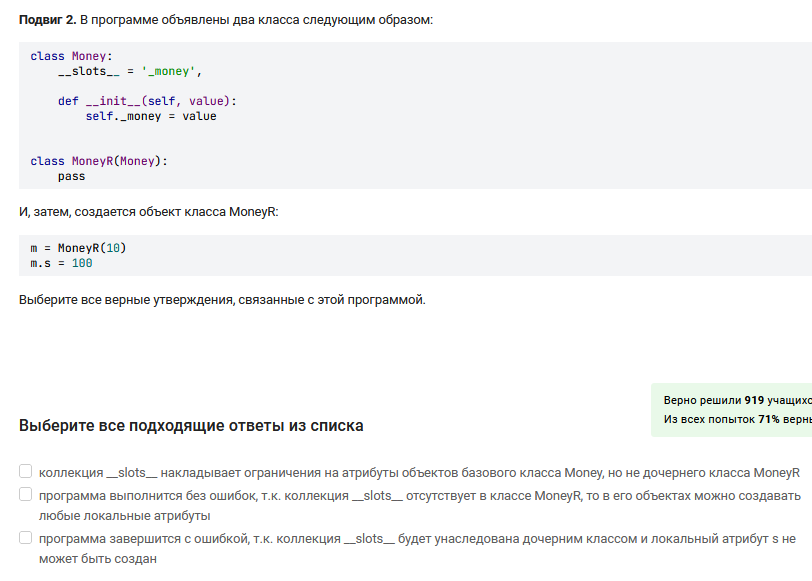 Подвиг 2. В программе объявлены два класса следующим образом:
class Money:
    __slots__ = '_money',
    def __init__(self, value):
        self._money = value
class MoneyR(Money):
    pass
И, затем, создается объект класса MoneyR:
m = MoneyR(10)
m.s = 100
Выберите все верные утверждения, связанные с этой программой.
Верно решили 919 учащихс
Из всех попыток 71% верн
Выберите все подходящие ответы из списка
коллекция __slots__ накладывает ограничения на атрибуты объектов базового класса Money, но не дочернего класса MoneyR
программа выполнится без ошибок, т.к. коллекция __slots__ отсутствует в классе MoneyR, то в его объектах можно создавать
любые локальные атрибуты
программа завершится с ошибкой, т.к. коллекция __slots__ будет унаследована дочерним классом и локальный атрибут s не
может быть создан